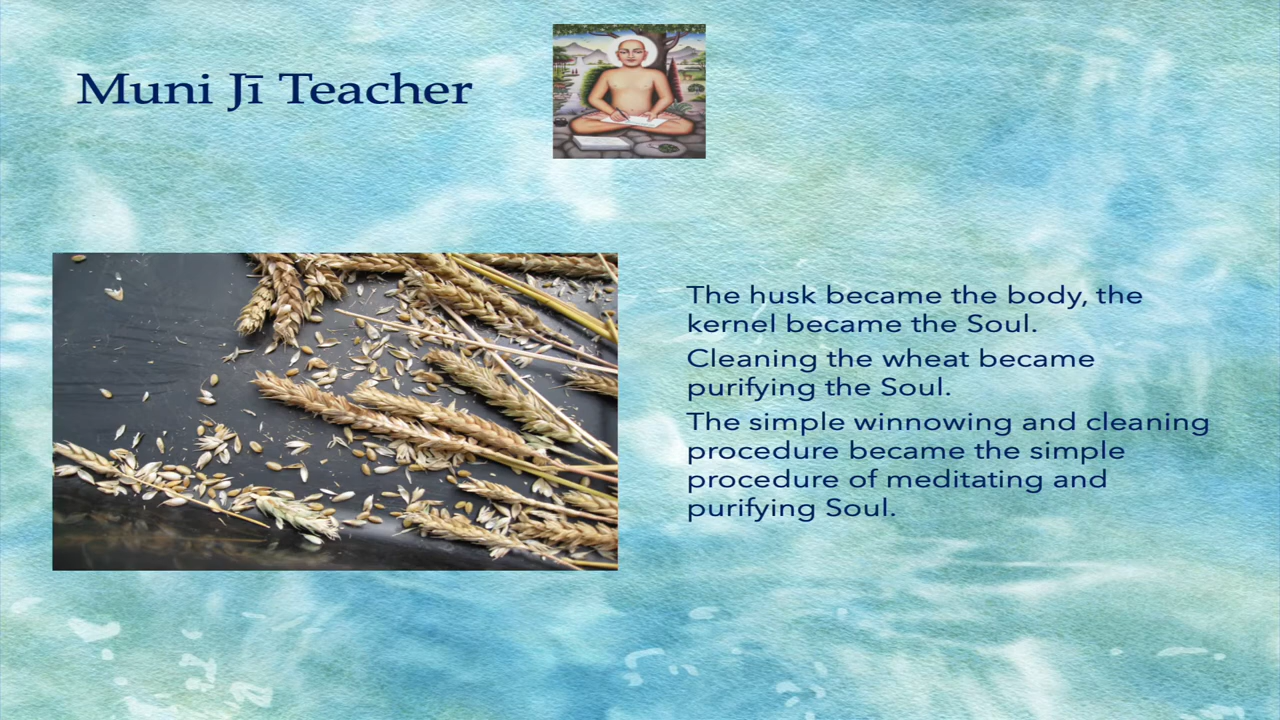 Muni Jī Teacher
The husk became the body, the
kernel became the Soul.
Cleaning the wheat became
purifying the Soul.
The simple winnowing and cleaning
procedure became the simple
procedure of meditating and
purifying Soul.